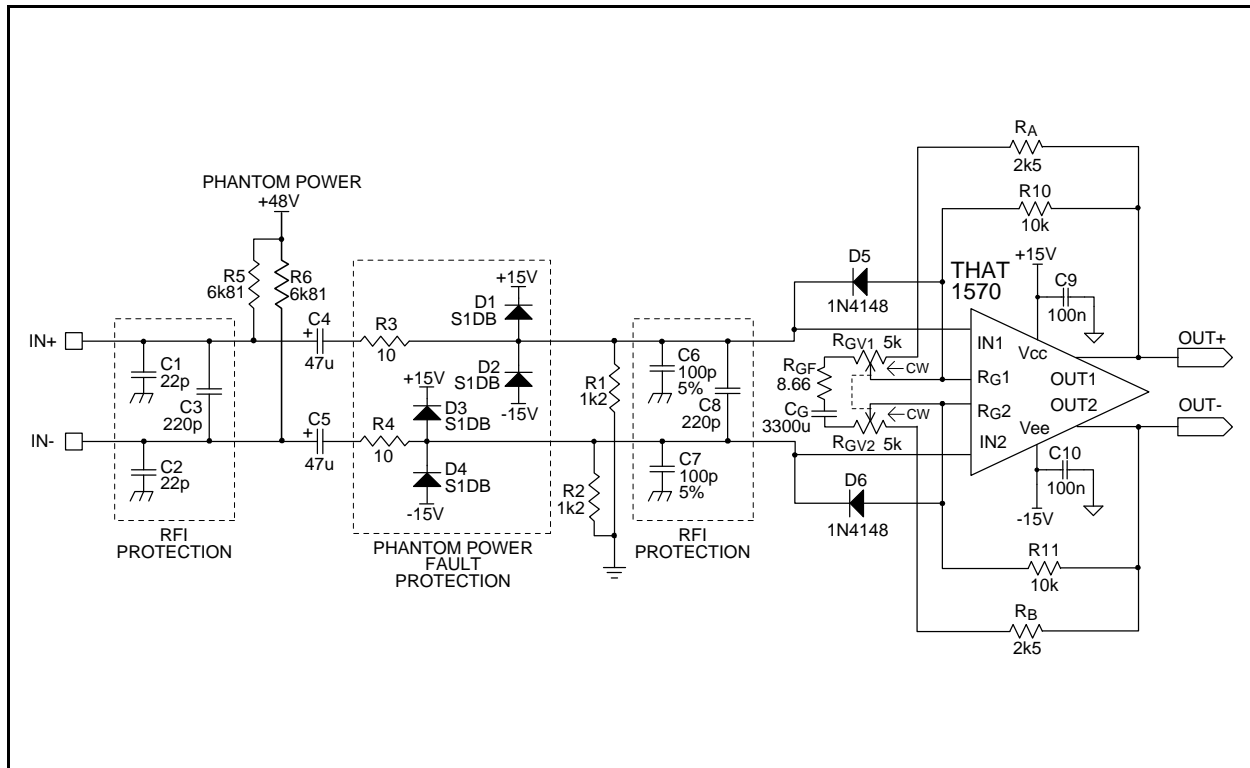 PHANTOM POWER
+48V
R5
6k81
R6
6k81
IN+
C1
22p
C3
220p
IN-
C2
22p
RFI
PROTECTION
C4
+
47u
C5
+
47u
R3
10
R4
10
+15V
D1
S1DB
D2
S1DB
-15V
+15V
D3
S1DB
D4
S1DB
-15V
PHANTOM POWER
FAULT
PROTECTION
R1
1k2
R2
1k2
C6
100p
5%
C8
220p
C7
100p
5%
RFI
PROTECTION
D5
1N4148
D6
1N4148
RGV1 5k
CW
RGF
8.66
CG
3300u
CW
RGV2 5k
RA
2k5
R10
10k
THAT
1570
+15V
C9
100n
IN1
Vcc
RG1
OUT1
RG2
OUT2
IN2
Vee
OUT+
OUT-
C10
100n
-15V
R11
10k
RB
2k5